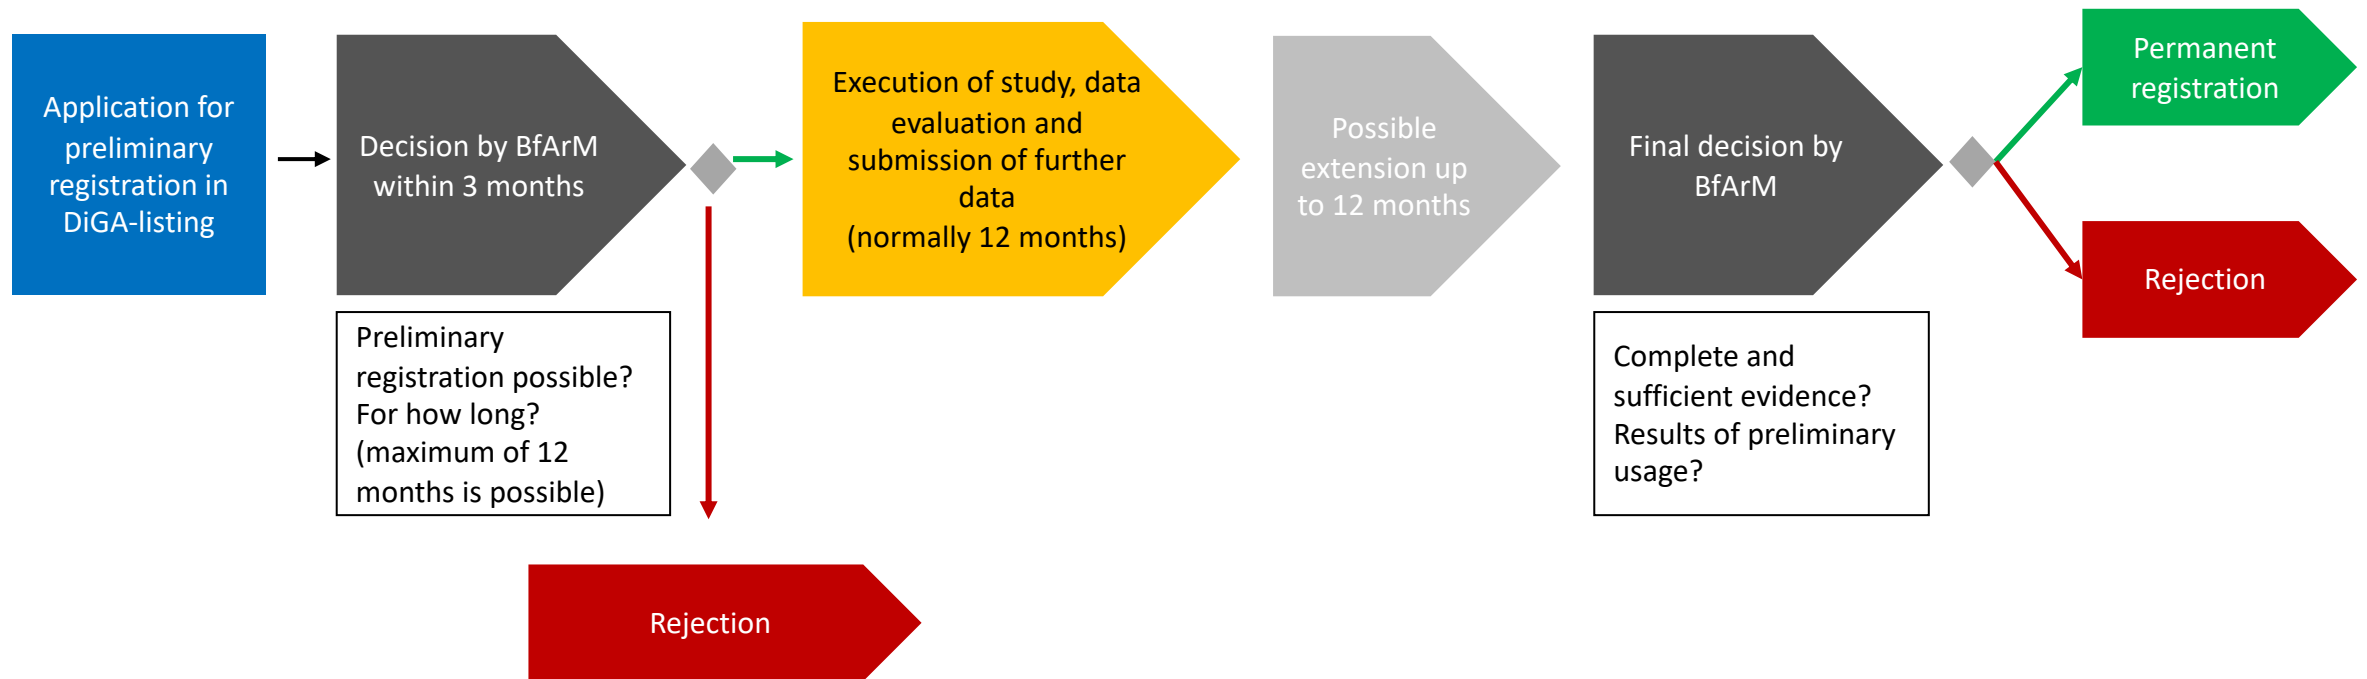 Application for
preliminary
registration in
DiGA-listing
Decision by BfArM
within 3 months
Preliminary
registration possible?
For how long?
(maximum of 12
months is possible)
Rejection
Execution of study, data
evaluation and
submission of further
data
(normally 12 months)
Possible
extension up
to 12 months
Final decision by
BfArM
Complete and
sufficient evidence?
Results of preliminary
usage?
Permanent
registration
Rejection